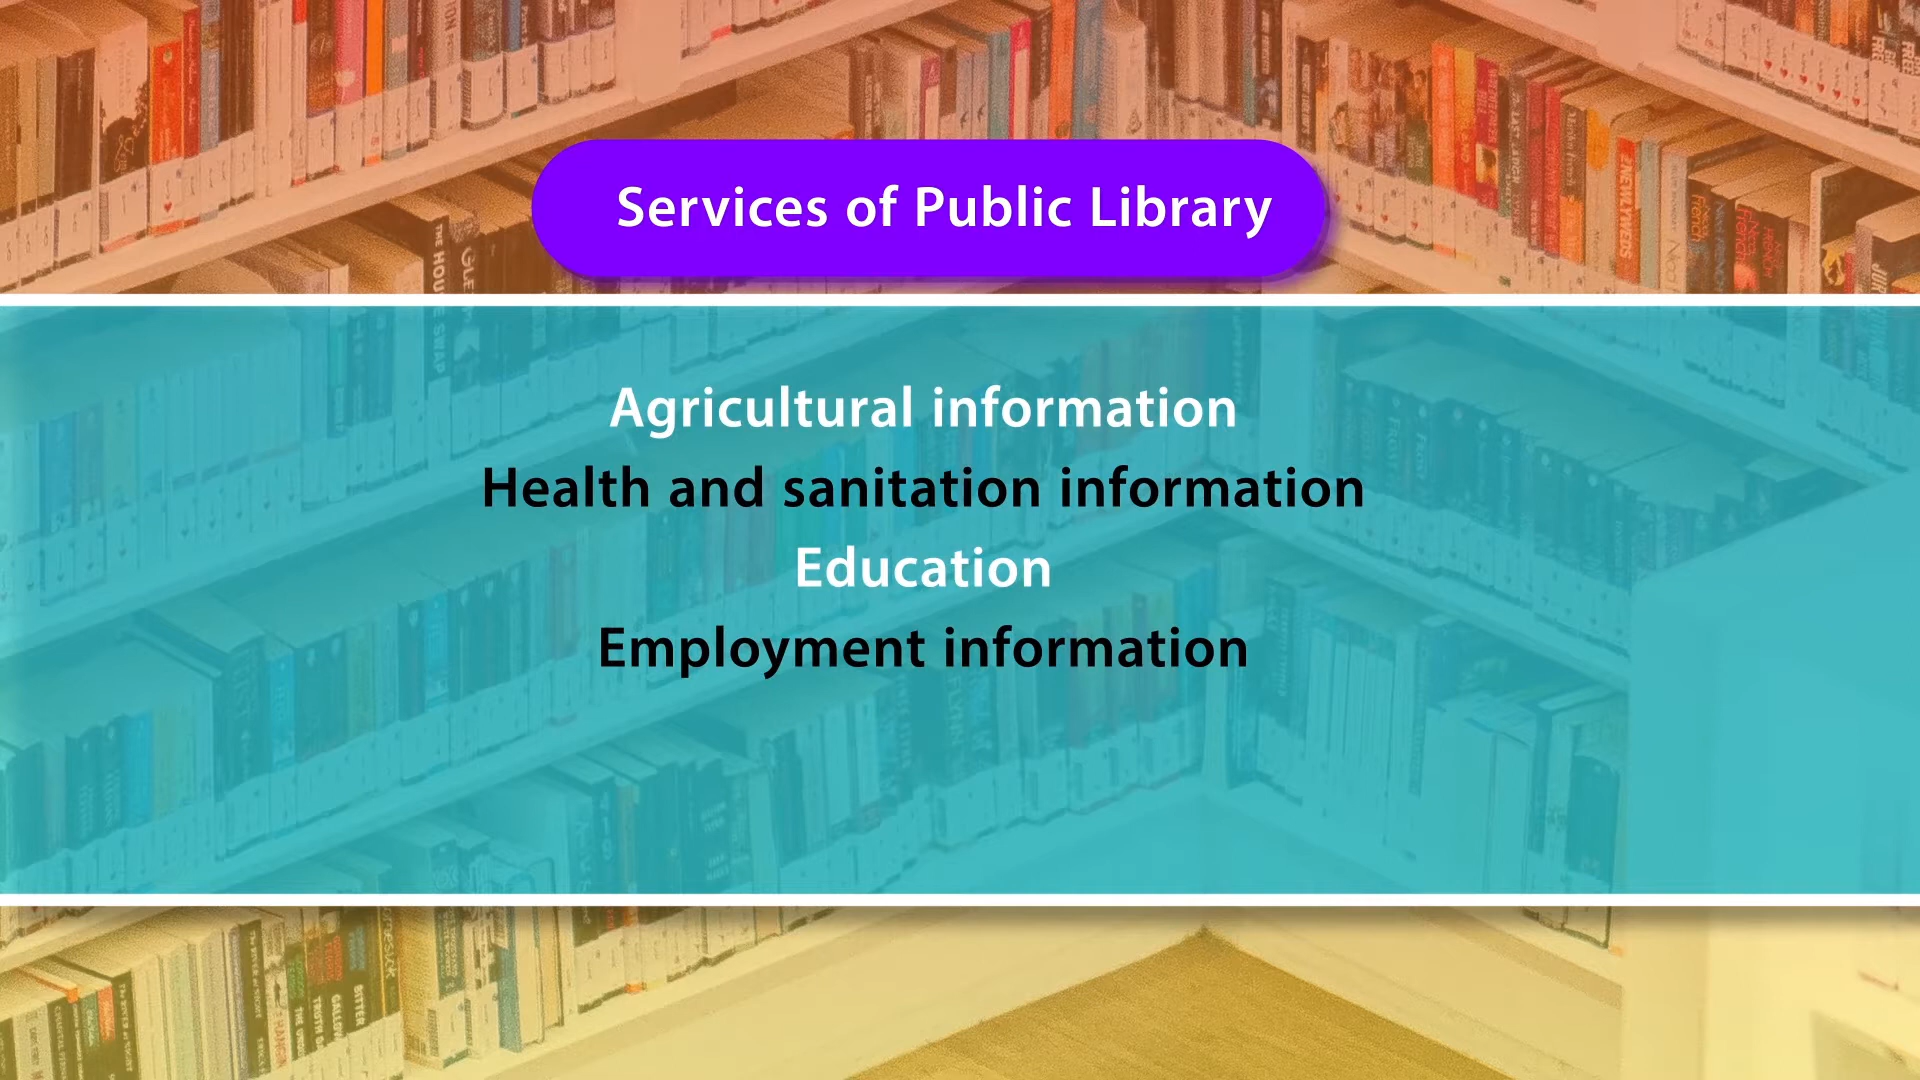 Services of Public Library
Agricultural information
Health and sanitation information
Education
Employment information